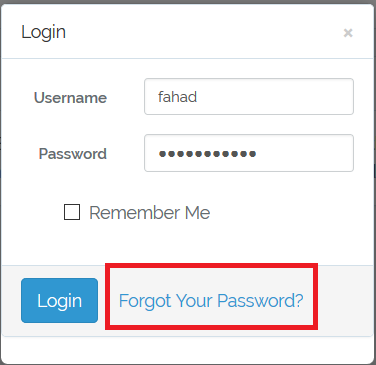 Login ×
Username fahad
Password ●●●●●●●●●●●
Remember Me
Login Forgot Your Password?